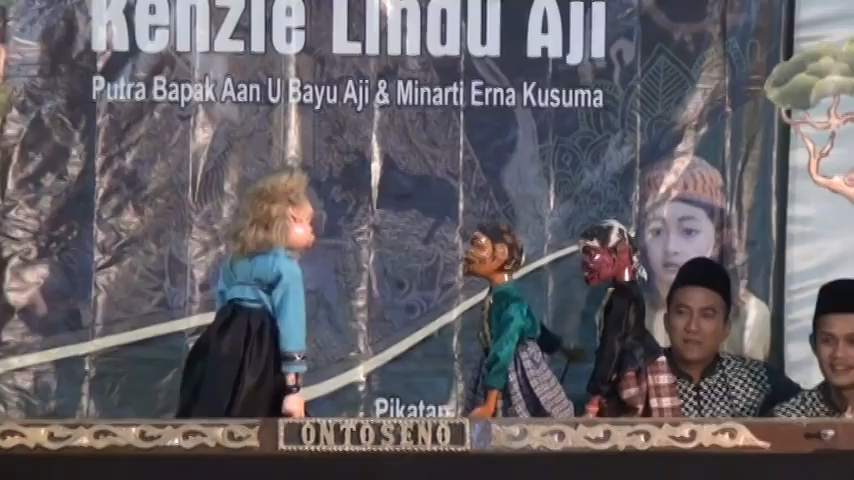 Kenzie Lindu Aji
Putra Bapak Aan U Bayu Aji & Minarti Erna Kusuma
Pikatan
ONTOSENO